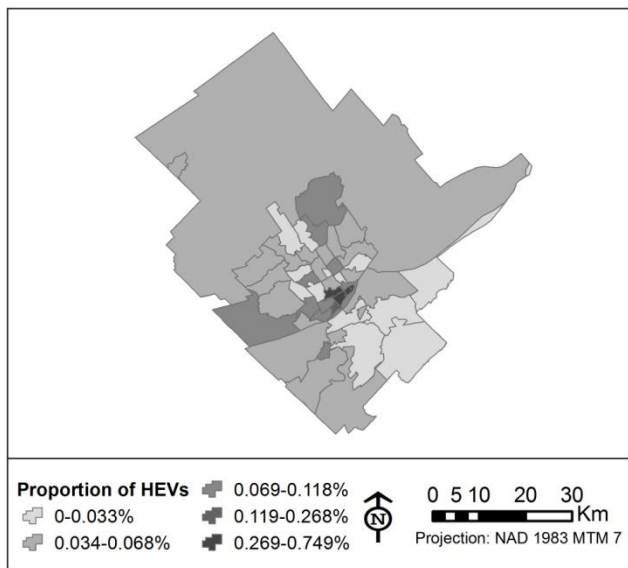 Proportion of HEVs
0-0.033%
0.034-0.068%
0.069-0.118%
0.119-0.268%
0.269-0.749%
N
0 5 10 20 30
Km
Projection: NAD 1983 MTM 7